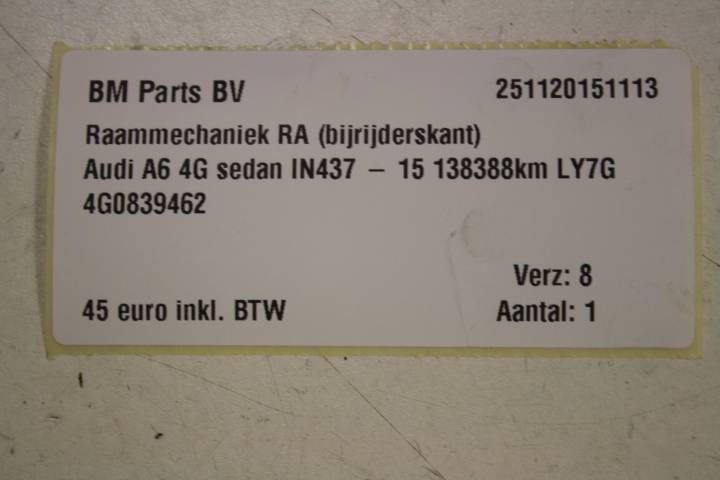 BM Parts BV 251120151113
Raammechaniek RA (bijrijderskant)
Audi A6 4G sedan IN437 – 15 138388km LY7G
4G0839462
Verz: 8
45 euro inkl. BTW Aantal: 1